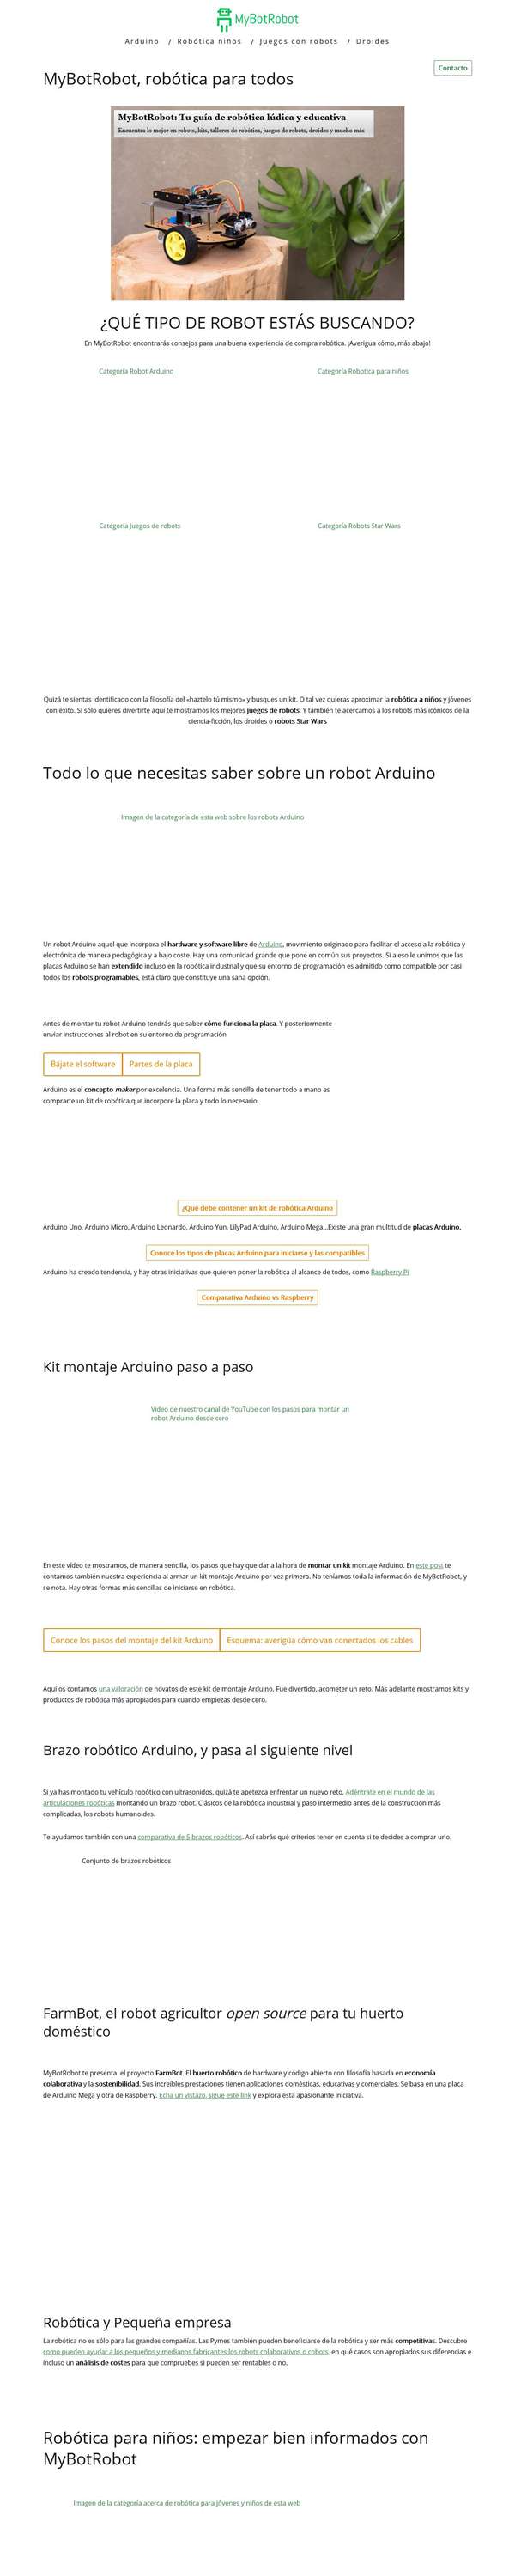 MyBotRobot
Arduino / Robótica niños / Juegos con robots / Droides
Contacto
MyBotRobot, robótica para todos
MyBotRobot: Tu guía de robótica lúdica y educativa
Encuentra lo mejor en robots, kits, talleres de robótica, juegos de robots, droides y mucho más
¿QUÉ TIPO DE ROBOT ESTÁS BUSCANDO?
En MyBotRobot encontrarás consejos para una buena experiencia de compra robótica. ¡Averigua cómo, más abajo!
Categoría Robot Arduino
Categoría Robotica para niños
Categoría Juegos de robots
Categoría Robots Star Wars
Quizá te sientas identificado con la filosofía del «haztelo tú mismo» y busques un kit. O tal vez quieras aproximar la robótica a niños y jóvenes
con éxito. Si sólo quieres divertirte aquí te mostramos los mejores juegos de robots. Y también te acercamos a los robots más icónicos de la
ciencia-ficción, los droides o robots Star Wars
Todo lo que necesitas saber sobre un robot Arduino
Imagen de la categoría de esta web sobre los robots Arduino
Un robot Arduino aquel que incorpora el hardware y software libre de Arduino, movimiento originado para facilitar el acceso a la robótica y
electrónica de manera pedagógica y a bajo coste. Hay una comunidad grande que pone en común sus proyectos. Si a eso le unimos que las
placas Arduino se han extendido incluso en la robótica industrial y que su entorno de programación es admitido como compatible por casi
todos los robots programables, está claro que constituye una sana opción.
Antes de montar tu robot Arduino tendrás que saber cómo funciona la placa. Y posteriormente
enviar instrucciones al robot en su entorno de programación
Bájate el software
Partes de la placa
Arduino es el concepto maker por excelencia. Una forma más sencilla de tener todo a mano es
comprarte un kit de robótica que incorpore la placa y todo lo necesario.
¿Qué debe contener un kit de robótica Arduino
Arduino Uno, Arduino Micro, Arduino Leonardo, Arduino Yun, LilyPad Arduino, Arduino Mega...Existe una gran multitud de placas Arduino.
Conoce los tipos de placas Arduino para iniciarse y las compatibles
Arduino ha creado tendencia, y hay otras iniciativas que quieren poner la robótica al alcance de todos, como Raspberry Pi
Comparativa Arduino vs Raspberry
Kit montaje Arduino paso a paso
Video de nuestro canal de YouTube con los pasos para montar un
robot Arduino desde cero
En este vídeo te mostramos, de manera sencilla, los pasos que hay que dar a la hora de montar un kit montaje Arduino. En este post te
contamos también nuestra experiencia al armar un kit montaje Arduino por vez primera. No teníamos toda la información de MyBotRobot, y
se nota. Hay otras formas más sencillas de iniciarse en robótica.
Conoce los pasos del montaje del kit Arduino
Esquema: averigüa cómo van conectados los cables
Aquí os contamos una valoración de novatos de este kit de montaje Arduino. Fue divertido, acometer un reto. Más adelante mostramos kits y
productos de robótica más apropiados para cuando empiezas desde cero.
Brazo robótico Arduino, y pasa al siguiente nivel
Si ya has montado tu vehículo robótico con ultrasonidos, quizá te apetezca enfrentar un nuevo reto. Adéntrate en el mundo de las
articulaciones robóticas montando un brazo robot. Clásicos de la robótica industrial y paso intermedio antes de la construcción más
complicadas, los robots humanoides.
Te ayudamos también con una comparativa de 5 brazos robóticos. Así sabrás qué criterios tener en cuenta si te decides a comprar uno.
Conjunto de brazos robóticos
FarmBot, el robot agricultor open source para tu huerto
doméstico
MyBotRobot te presenta el proyecto FarmBot. El huerto robótico de hardware y código abierto con filosofía basada en economía
colaborativa y la sostenibilidad. Sus increíbles prestaciones tienen aplicaciones domésticas, educativas y comerciales. Se basa en una placa
de Arduino Mega y otra de Raspberry. Echa un vistazo, sigue este link y explora esta apasionante iniciativa.
Robótica y Pequeña empresa
La robótica no es sólo para las grandes compañías. Las Pymes también pueden beneficiarse de la robótica y ser más competitivas. Descubre
como pueden ayudar a los pequeños y medianos fabricantes los robots colaborativos o cobots, en qué casos son apropiados sus diferencias e
incluso un análisis de costes para que compruebes si pueden ser rentables o no.
Robótica para niños: empezar bien informados con
MyBotRobot
Imagen de la categoría acerca de robótica para jóvenes y niños de esta web